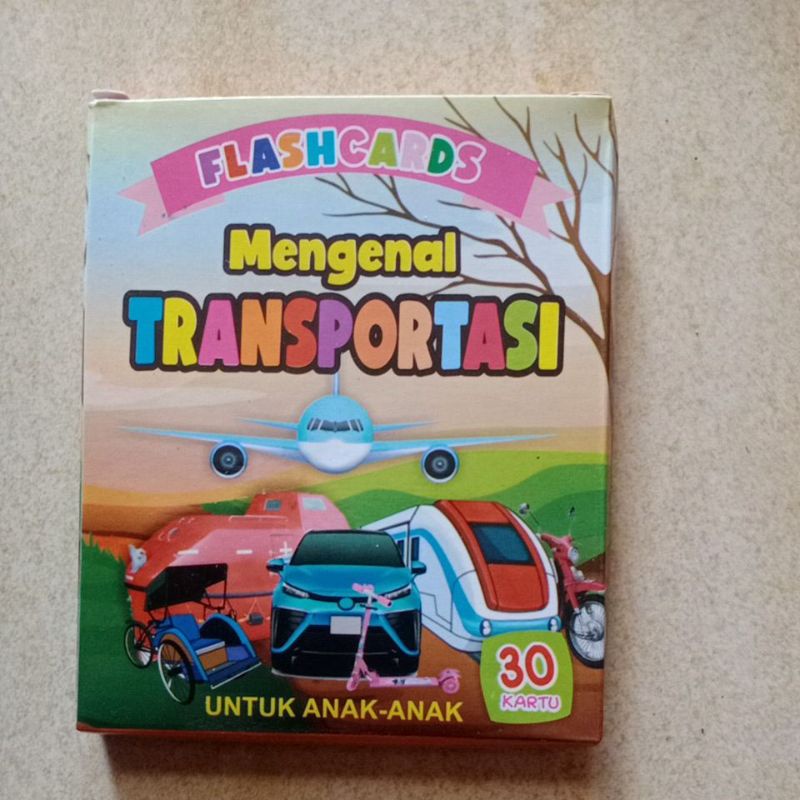 FLASHCARDS
Mengenal
TRANSPORTASI
30
KARTU
UNTUK ANAK-ANAK